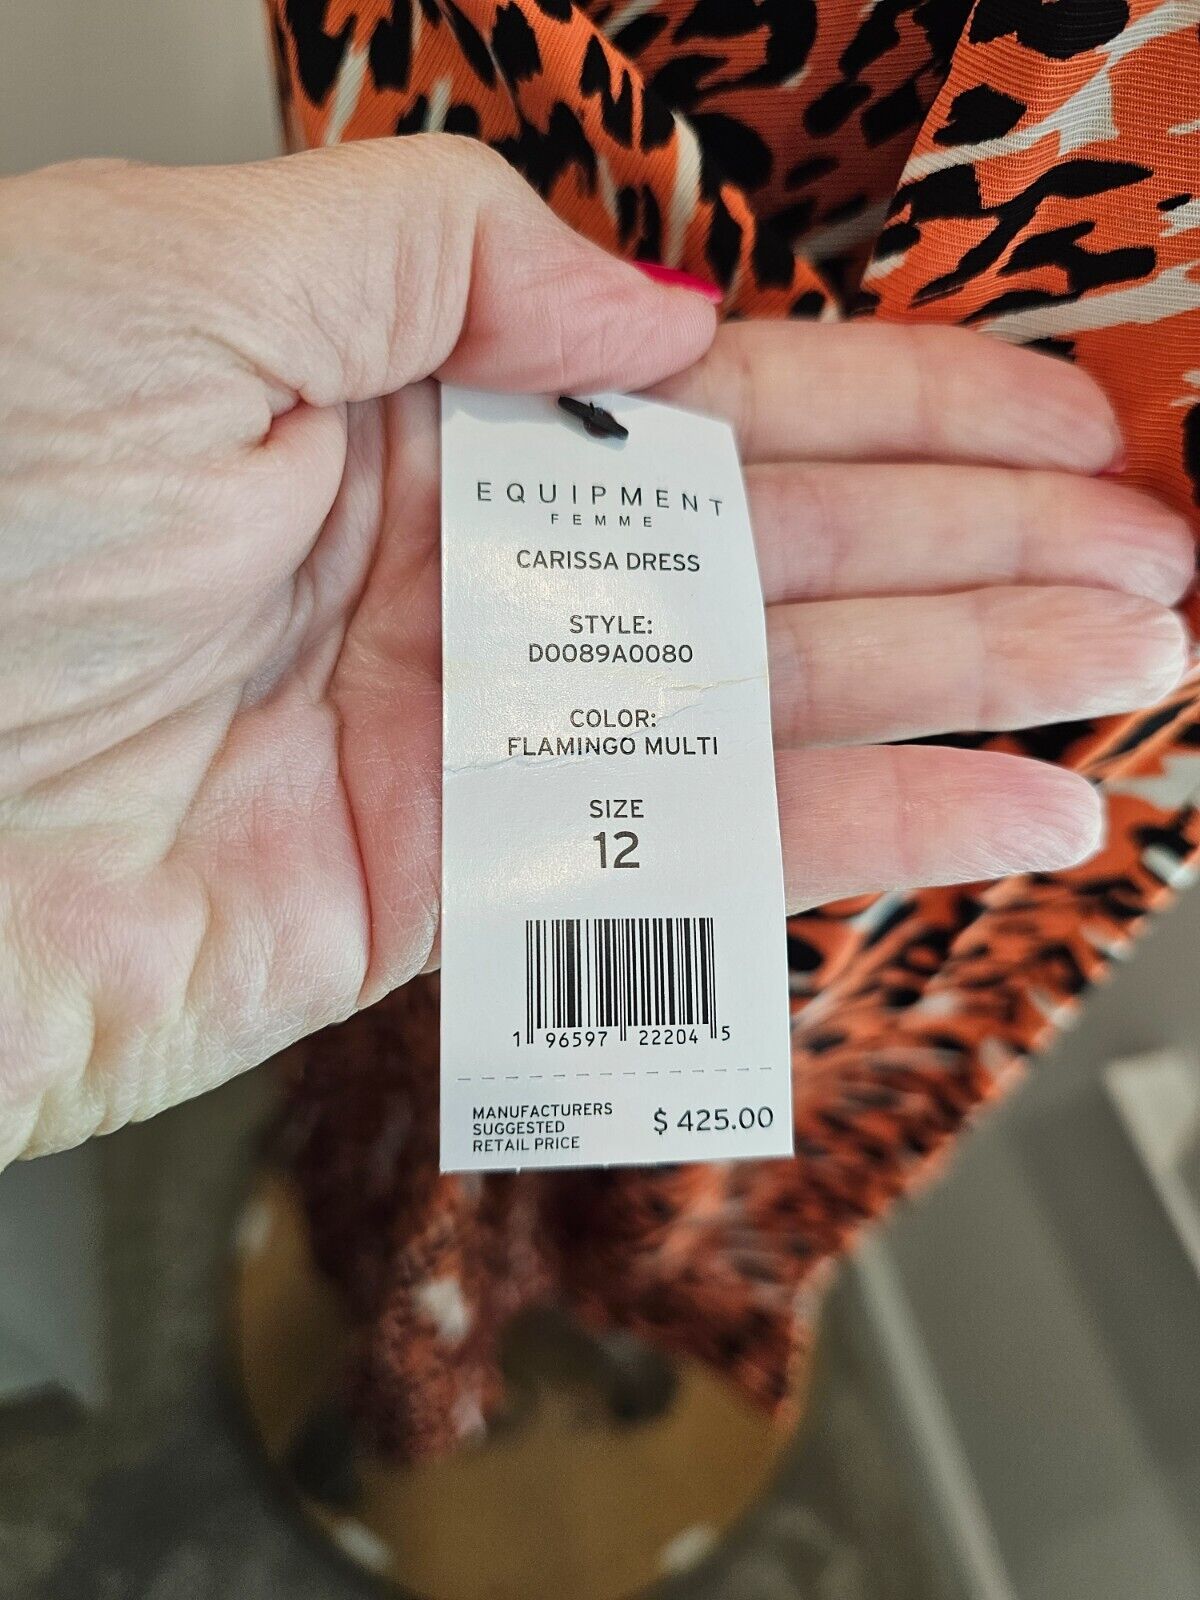 EQUIPMENT
FEMME
CARISSA DRESS
STYLE:
D0089A0080
COLOR:
FLAMINGO MULTI
SIZE
12
1 96597 22204 5
MANUFACTURERS
SUGGESTED
RETAIL PRICE
$ 425.00